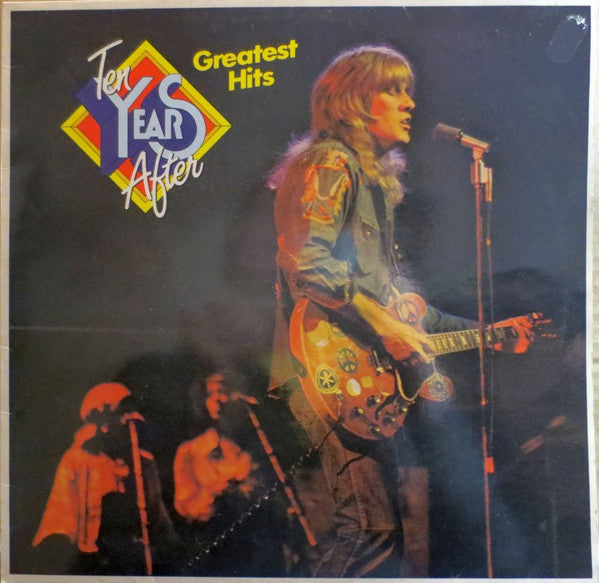 Ten
YEARS
After
Greatest
Hits